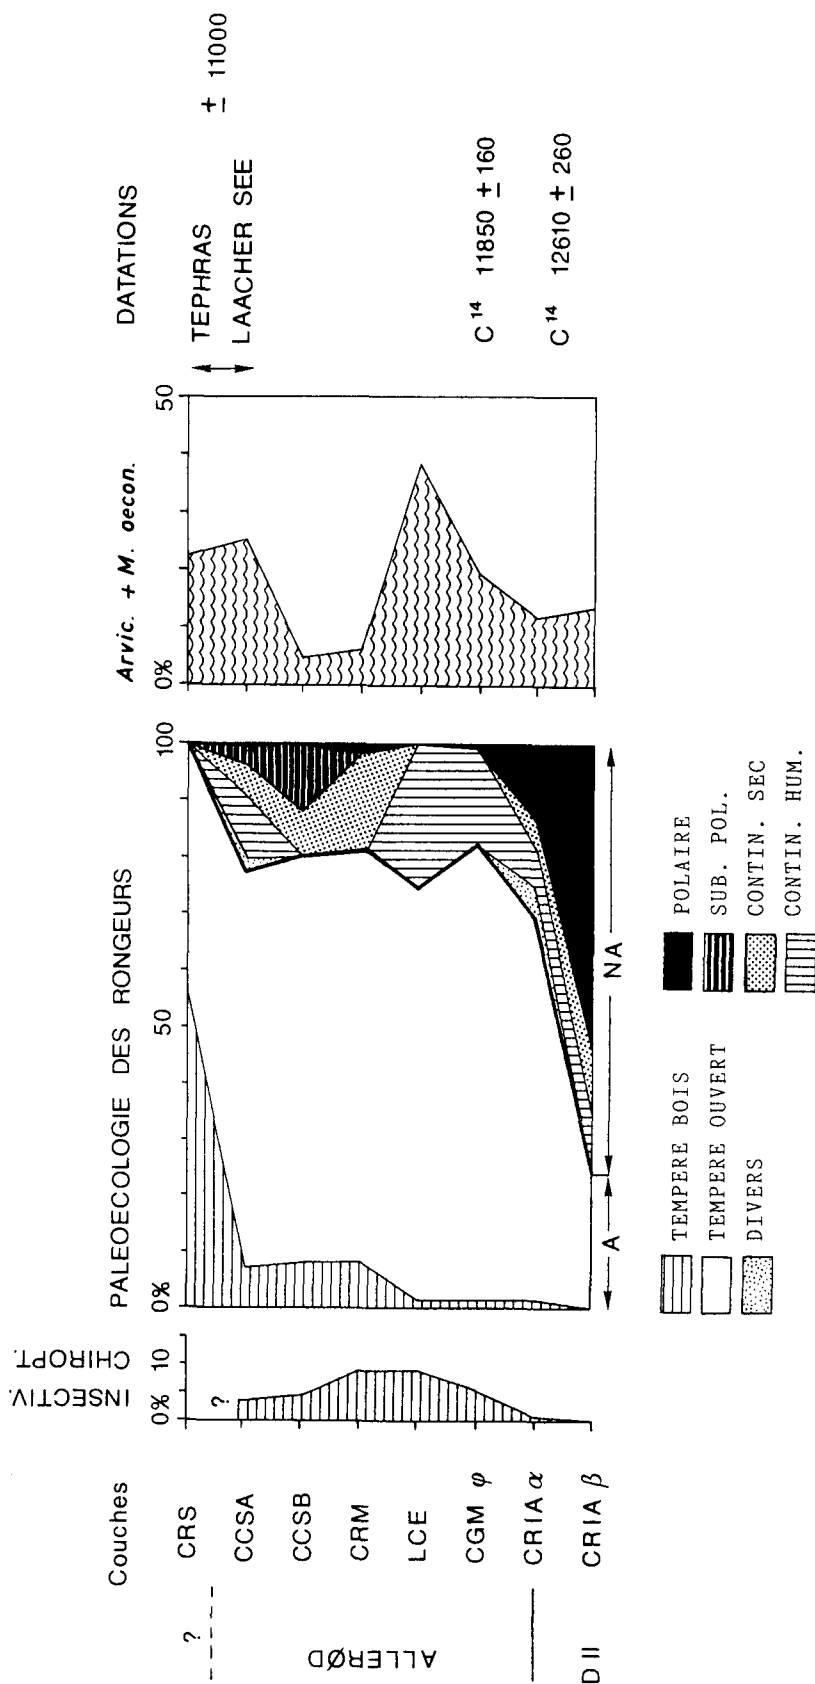 Couches
INSECTIV.
CHIROPT.
PALEOECOLOGIE DES RONGEURS
Arvic. + M. oecon.
DATATIONS
0% 10
0% 50 100
0% 50
? CRS
TEPHRAS ± 11000
CCSA ?
LAACHER SEE
CCSB
ALLERØD
CRM
LCE
CGM φ
C14 11850 ± 160
CRIA α
C14 12610 ± 260
D II CRIA β
A NA
TEMPERE BOIS
TEMPERE OUVERT
DIVERS
POLAIRE
SUB. POL.
CONTIN. SEC
CONTIN. HUM.